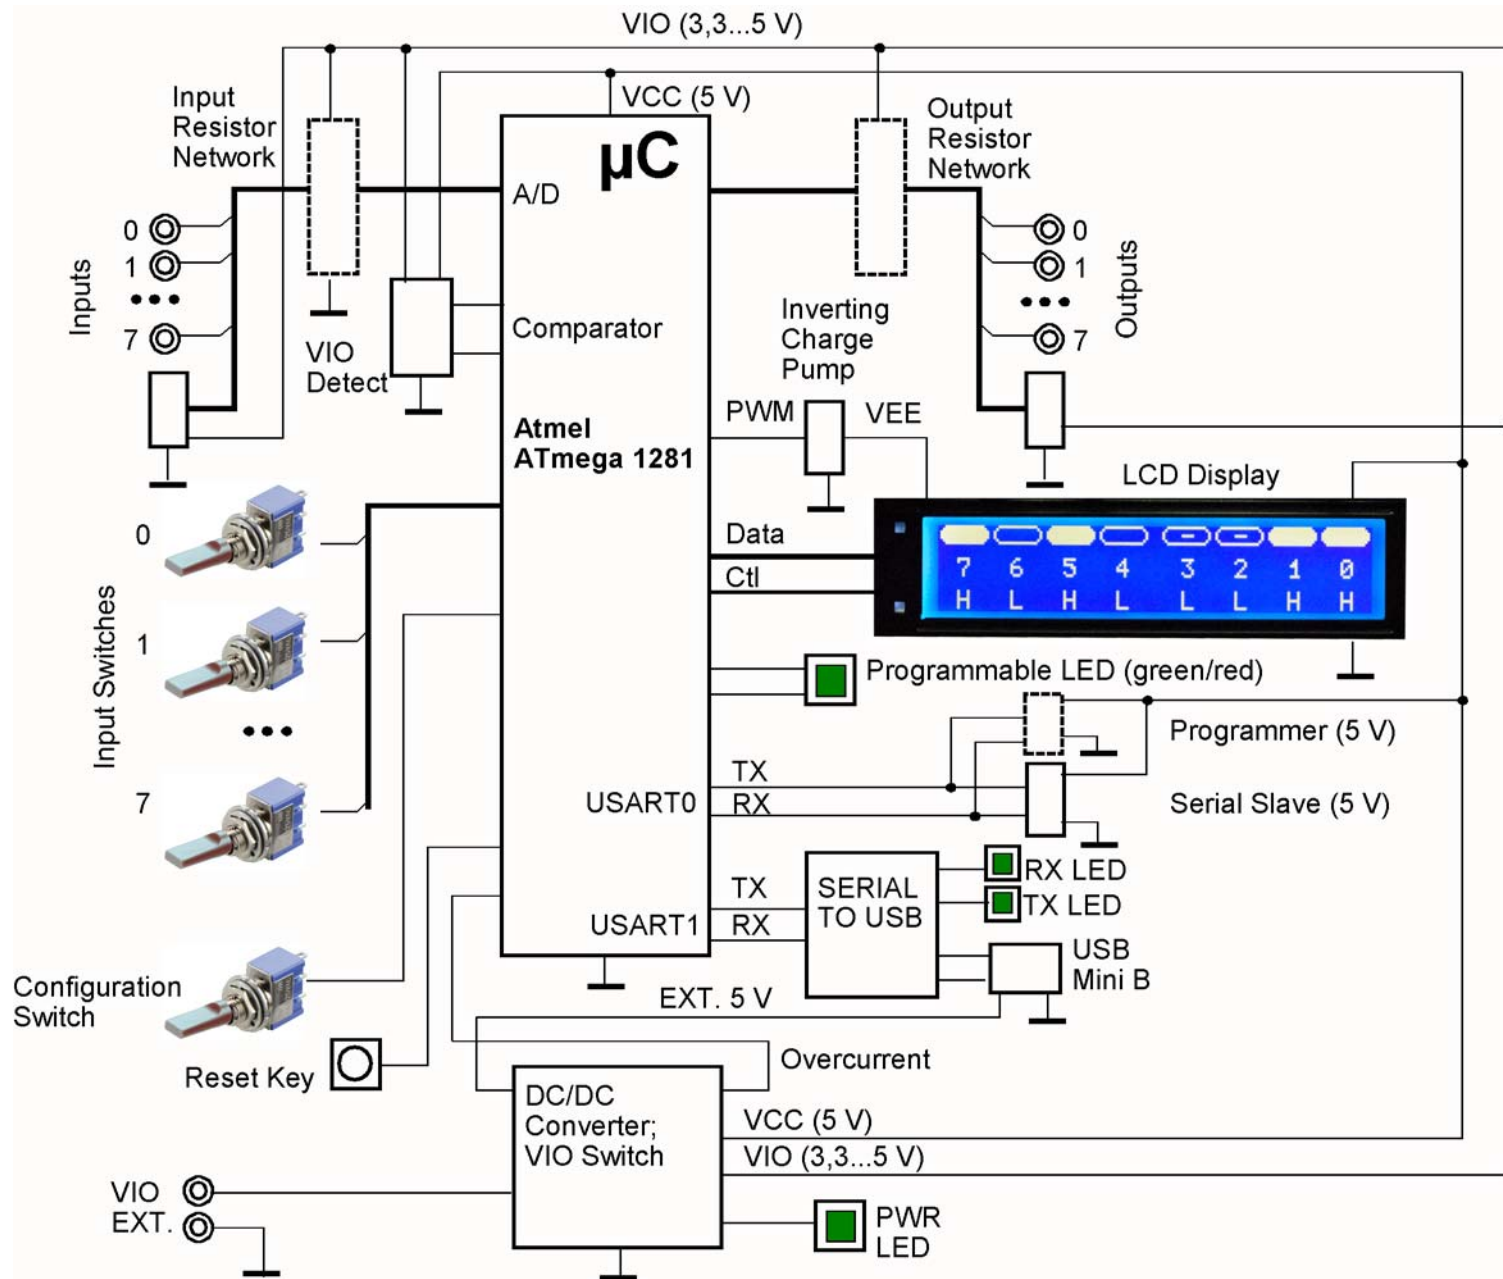 VIO (3,3...5 V)
VCC (5 V)
Input
Resistor
Network
µC
Output
Resistor
Network
A/D
0
1
7
Inputs
0
1
7
Outputs
VIO
Detect
Comparator
Inverting
Charge
Pump
PWM
VEE
Atmel
ATmega 1281
LCD Display
Data
Ctl
7 6 5 4 3 2 1 0
H L H L L L H H
0
1
7
Input Switches
Programmable LED (green/red)
Programmer (5 V)
TX
RX
USART0
Serial Slave (5 V)
TX
RX
USART1
SERIAL
TO USB
RX LED
TX LED
USB
Mini B
EXT. 5 V
Configuration
Switch
Reset Key
Overcurrent
DC/DC
Converter;
VIO Switch
VCC (5 V)
VIO (3,3...5 V)
VIO
EXT.
PWR
LED